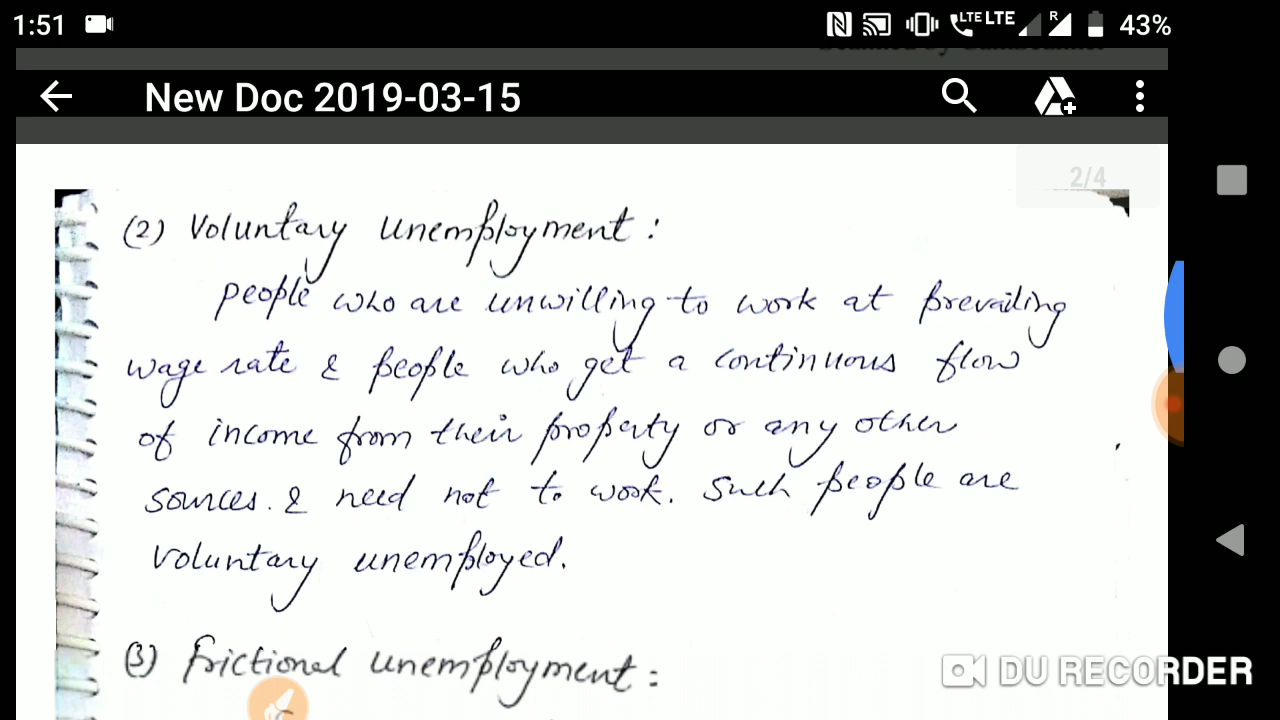 1:51
LTE LTE R 43%
New Doc 2019-03-15
2/4
(2) Voluntary Unemployment :
people who are unwilling to work at prevailing
wage rate & people who get a continuous flow
of income from their property or any other
sources. & need not to work. Such people are
voluntary unemployed.
(3) Frictional unemployment :
DU RECORDER